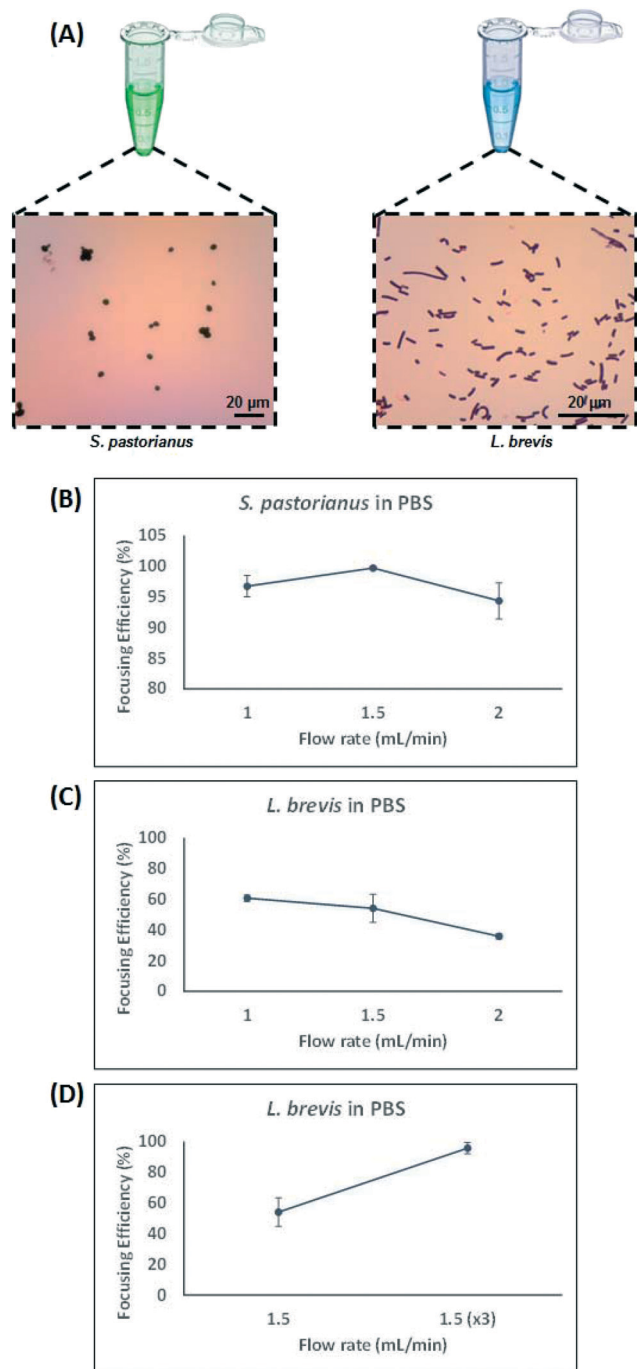 (A)
20 µm
20 µm
S. pastorianus
L. brevis
(B)
S. pastorianus in PBS
Focusing Efficiency (%)
105
100
95
90
85
80
1
1.5
2
Flow rate (mL/min)
(C)
L. brevis in PBS
Focusing Efficiency (%)
100
80
60
40
20
0
1
1.5
2
Flow rate (mL/min)
(D)
L. brevis in PBS
Focusing Efficiency (%)
100
80
60
40
20
0
1.5
1.5 (x3)
Flow rate (mL/min)